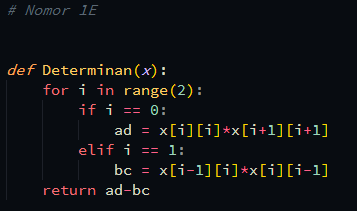 # Nomor 1E
def Determinan(x):
    for i in range(2):
        if i == 0:
            ad = x[i][i]*x[i+1][i+1]
        elif i == 1:
            bc = x[i-1][i]*x[i][i-1]
    return ad-bc